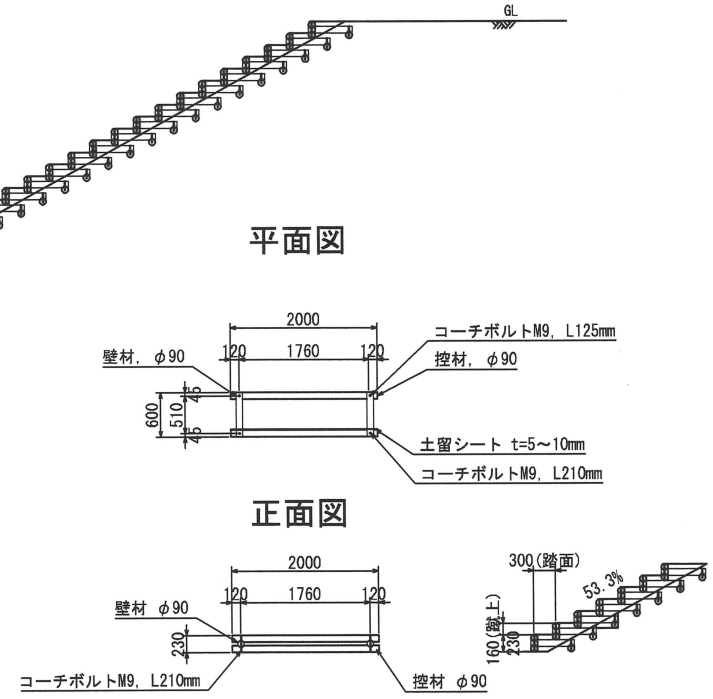 GL
平面図
2000
120
1760
120
コーチボルトM9, L125mm
壁材, φ90
控材, φ90
45
600
510
45
土留シート t=5~10mm
コーチボルトM9, L210mm
正面図
2000
120
1760
120
壁材 φ90
230
コーチボルトM9, L210mm
控材 φ90
300(踏面)
53.3%
160(蹴上)
230